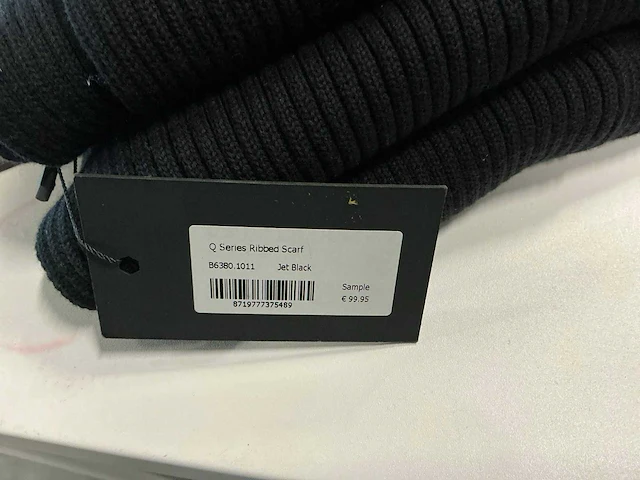 Q Series Ribbed Scarf
B6380.1011 Jet Black
Sample
8719777375489
€ 99.95